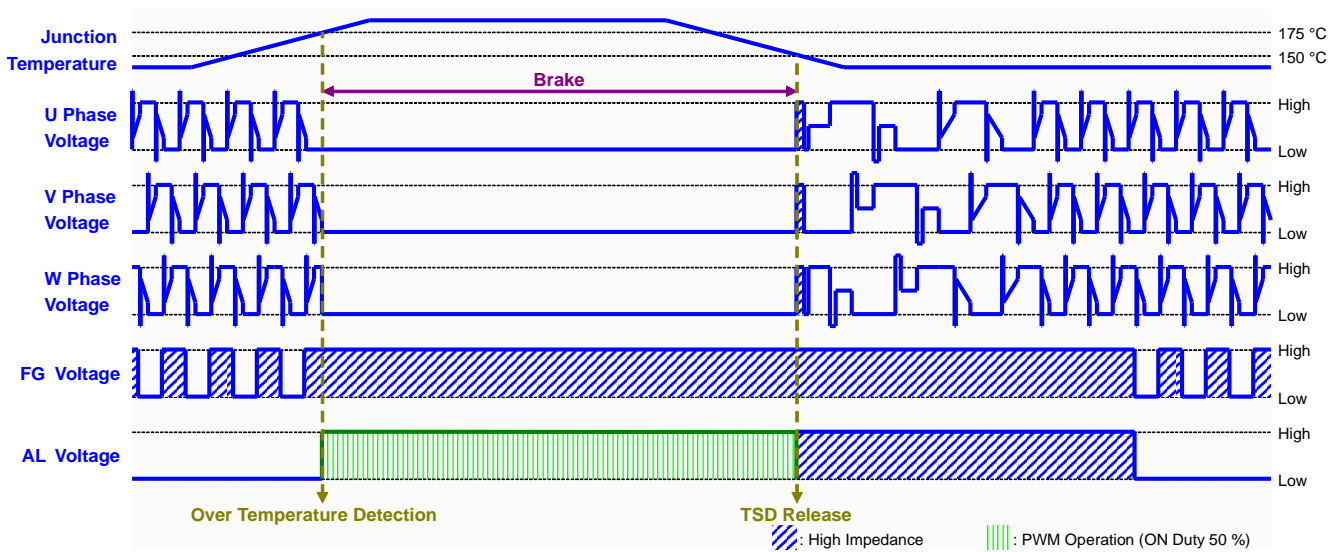 Junction
Temperature
175 °C
150 °C
Brake
U Phase
Voltage
High
Low
V Phase
Voltage
High
Low
W Phase
Voltage
High
Low
FG Voltage
High
Low
AL Voltage
High
Low
Over Temperature Detection
TSD Release
: High Impedance
: PWM Operation (ON Duty 50 %)